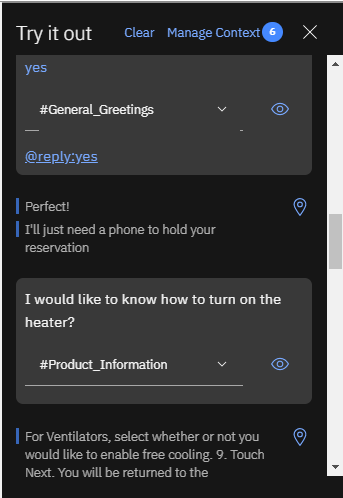 Try it out
Clear
Manage Context 6
yes
#General_Greetings
@reply:yes
Perfect!
I'll just need a phone to hold your
reservation
I would like to know how to turn on the
heater?
#Product_Information
For Ventilators, select whether or not you
would like to enable free cooling. 9. Touch
Next. You will be returned to the